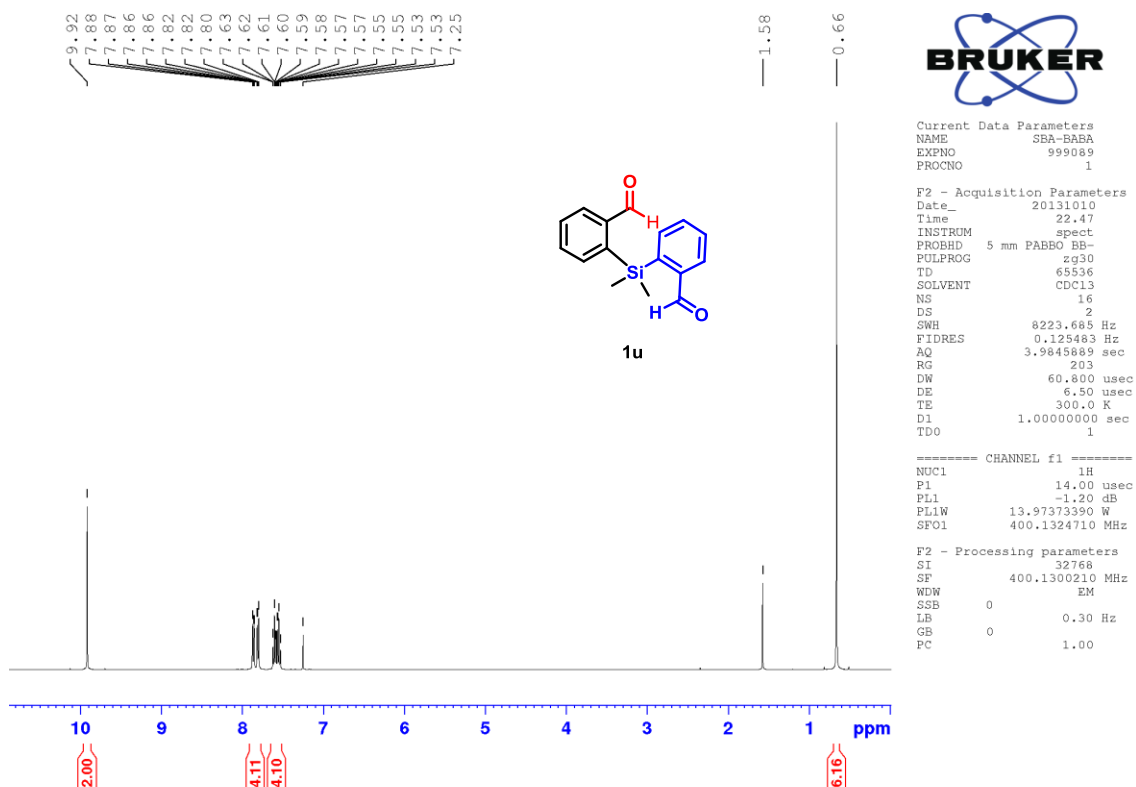 9.92
7.88
7.87
7.86
7.86
7.82
7.82
7.80
7.63
7.62
7.61
7.60
7.59
7.58
7.57
7.57
7.55
7.55
7.53
7.53
7.25
1.58
0.66
BRUKER
Current Data Parameters
NAME SBA-BABA
EXPNO 999089
PROCNO 1
F2 - Acquisition Parameters
Date_ 20131010
Time 22.47
INSTRUM spect
PROBHD 5 mm PABBO BB-
PULPROG zg30
TD 65536
SOLVENT CDCl3
NS 16
DS 2
SWH 8223.685 Hz
FIDRES 0.125483 Hz
AQ 3.9845889 sec
RG 203
DW 60.800 usec
DE 6.50 usec
TE 300.0 K
D1 1.00000000 sec
TD0 1
======== CHANNEL f1 ========
NUC1 1H
P1 14.00 usec
PL1 -1.20 dB
PL1W 13.97373390 W
SFO1 400.1324710 MHz
F2 - Processing parameters
SI 32768
SF 400.1300210 MHz
WDW EM
SSB 0
LB 0.30 Hz
GB 0
PC 1.00
O
H
Si
H
O
1u
10 9 8 7 6 5 4 3 2 1 ppm
2.00
4.11
4.10
6.16